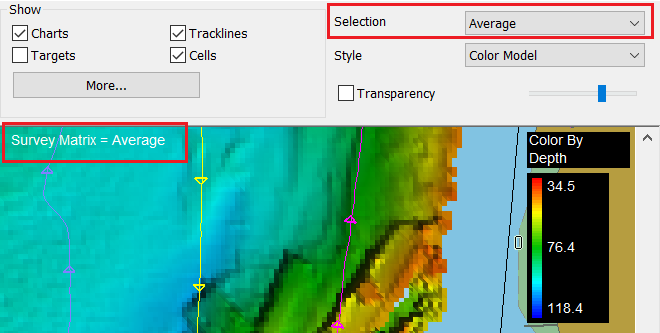 Show
Charts
Tracklines
Targets
Cells
More...
Selection
Average
Style
Color Model
Transparency
Survey Matrix = Average
Color By
Depth
34.5
76.4
118.4